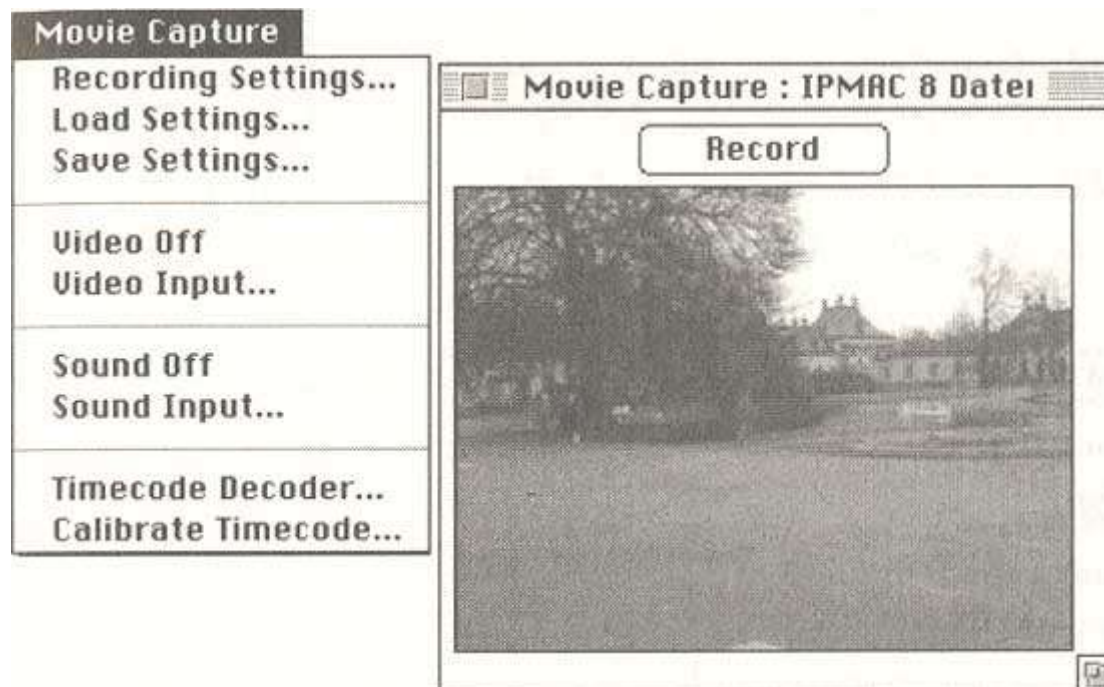 Movie Capture
Recording Settings...
Load Settings...
Save Settings...
Video Off
Video Input...
Sound Off
Sound Input...
Timecode Decoder...
Calibrate Timecode...
Movie Capture : IPMAC 8 Datei
Record